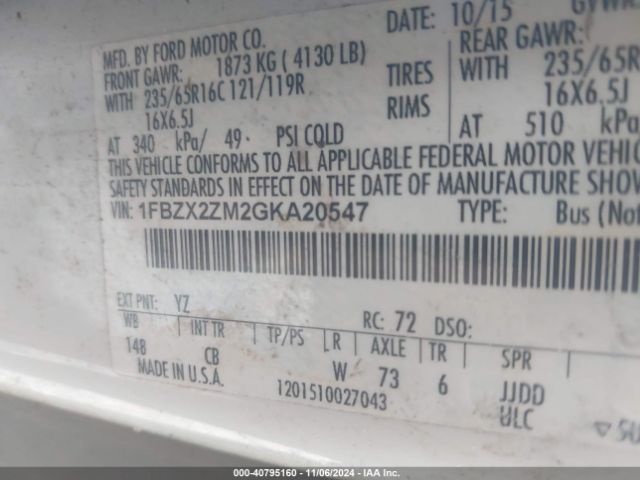 DATE: 10/15
MFD. BY FORD MOTOR CO.
FRONT GAWR: 1873 KG ( 4130 LB)
REAR GAWR:
WITH 235/65R16C 121/119R TIRES WITH 235/65R
16X6.5J RIMS 16X6.5J
AT 340 kPa/ 49 PSI COLD AT 510 kPa
THIS VEHICLE CONFORMS TO ALL APPLICABLE FEDERAL MOTOR VEHIC
SAFETY STANDARDS IN EFFECT ON THE DATE OF MANUFACTURE SHOW
VIN: 1FBZX2ZM2GKA20547 TYPE: Bus (Not
EXT PNT: YZ RC: 72 DSO:
WB INT TR TP/PS R AXLE TR SPR
148 CB W 73 6 JJDD
MADE IN U.S.A. 1201510027043 ULC
000-40795160 - 11/06/2024 - IAA Inc.